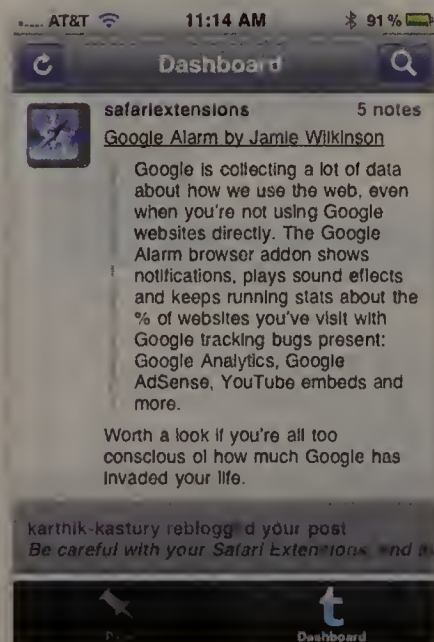 AT&T 11:14 AM 91%
Dashboard
safariextensions 5 notes
Google Alarm by Jamie Wilkinson
Google is collecting a lot of data
about how we use the web, even
when you're not using Google
websites directly. The Google
Alarm browser addon shows
notifications, plays sound effects
and keeps running stats about the
% of websites you've visit with
Google tracking bugs present:
Google Analytics, Google
AdSense, YouTube embeds and
more.
Worth a look if you're all too
conscious of how much Google has
invaded your life.
karthik-kastury reblogged your post
Be careful with your Safari Extensions, and
t
Dashboard